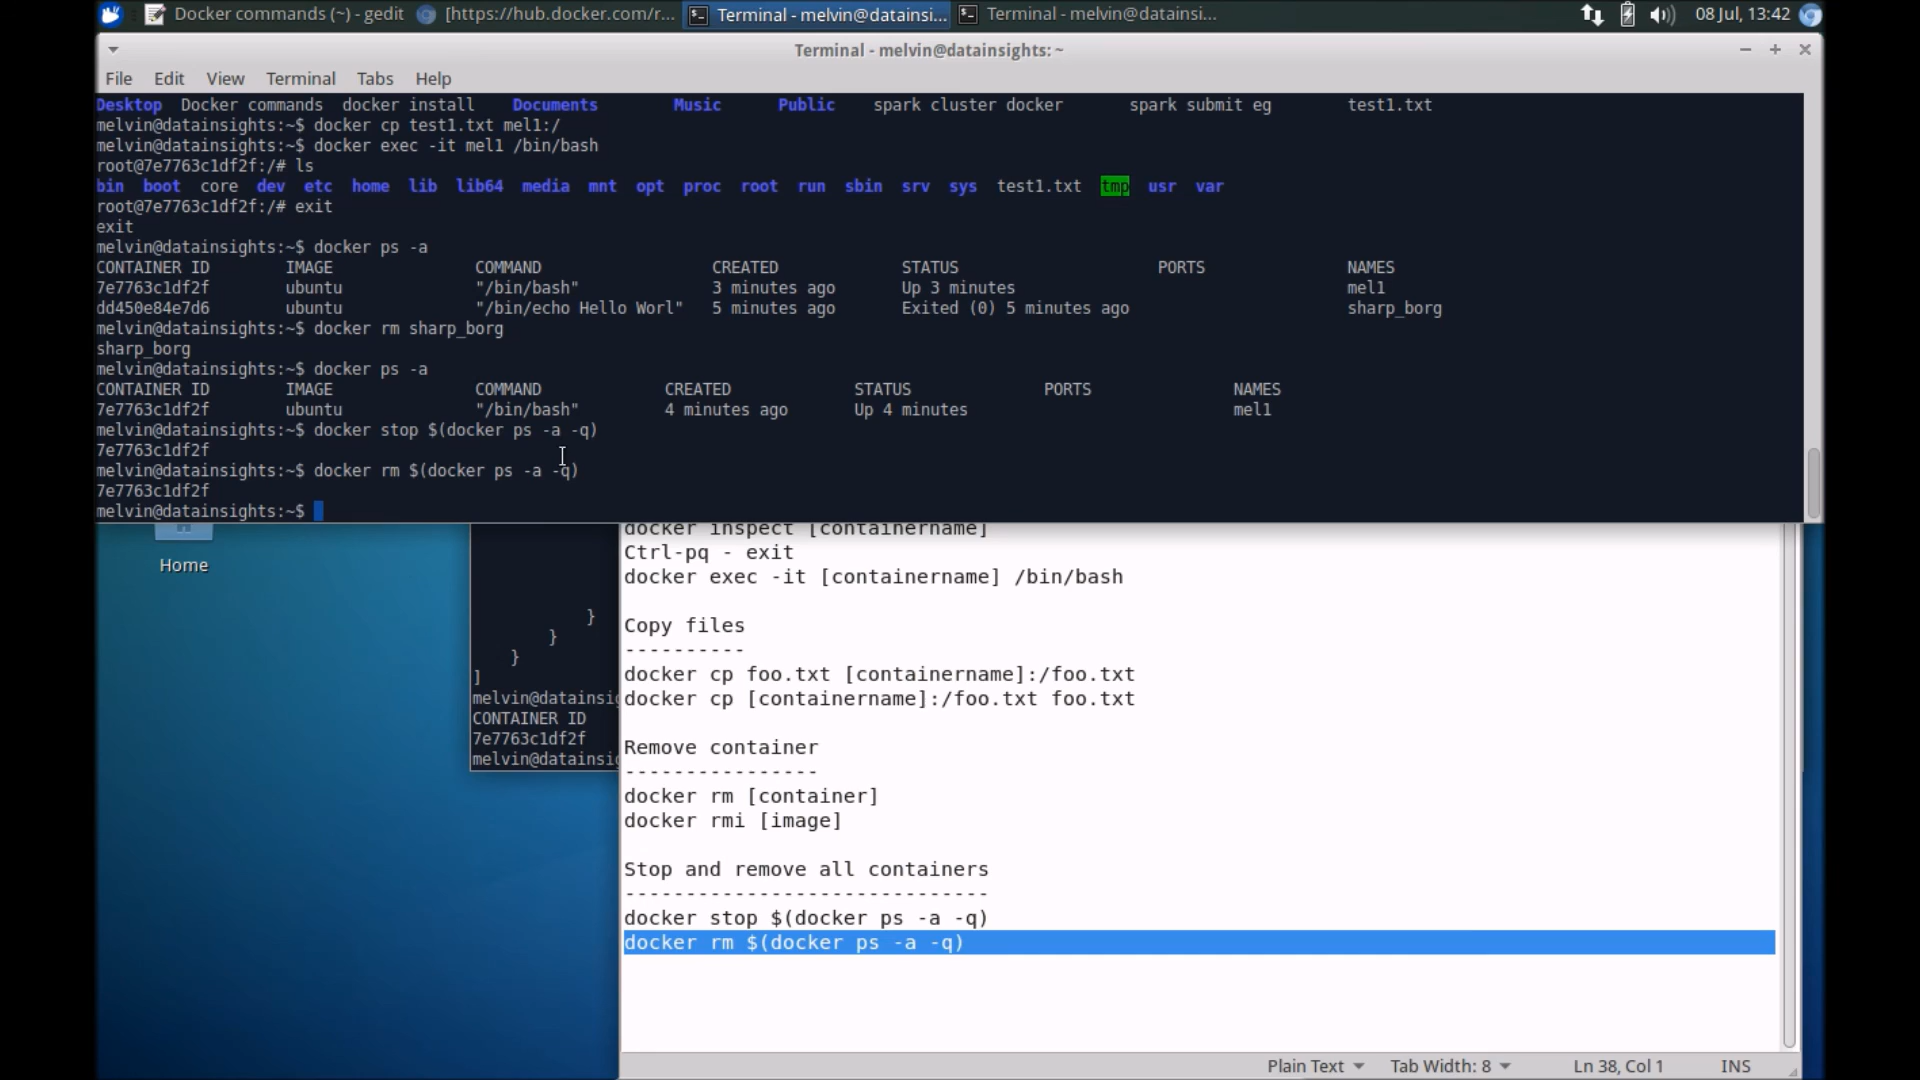 Docker commands (~) - gedit [https://hub.docker.com/r... Terminal - melvin@datainsi... Terminal - melvin@datainsi... 08 Jul, 13:42
Terminal - melvin@datainsights: ~
File Edit View Terminal Tabs Help
Desktop Docker commands docker install Documents Music Public spark cluster docker spark submit eg test1.txt
melvin@datainsights:~$ docker cp test1.txt mel1:/
melvin@datainsights:~$ docker exec -it mel1 /bin/bash
root@7e7763c1df2f:/# ls
bin boot core dev etc home lib lib64 media mnt opt proc root run sbin srv sys test1.txt tmp usr var
root@7e7763c1df2f:/# exit
exit
melvin@datainsights:~$ docker ps -a
CONTAINER ID IMAGE COMMAND CREATED STATUS PORTS NAMES
7e7763c1df2f ubuntu "/bin/bash" 3 minutes ago Up 3 minutes mel1
dd450e84e7d6 ubuntu "/bin/echo Hello Worl" 5 minutes ago Exited (0) 5 minutes ago sharp_borg
melvin@datainsights:~$ docker rm sharp_borg
sharp_borg
melvin@datainsights:~$ docker ps -a
CONTAINER ID IMAGE COMMAND CREATED STATUS PORTS NAMES
7e7763c1df2f ubuntu "/bin/bash" 4 minutes ago Up 4 minutes mel1
melvin@datainsights:~$ docker stop $(docker ps -a -q)
7e7763c1df2f
melvin@datainsights:~$ docker rm $(docker ps -a -q)
7e7763c1df2f
melvin@datainsights:~$
Home
}
}
}
]
melvin@datainsig
CONTAINER ID
7e7763c1df2f
melvin@datainsig
docker inspect [containername]
Ctrl-pq - exit
docker exec -it [containername] /bin/bash
Copy files
----------
docker cp foo.txt [containername]:/foo.txt
docker cp [containername]:/foo.txt foo.txt
Remove container
----------------
docker rm [container]
docker rmi [image]
Stop and remove all containers
------------------------------
docker stop $(docker ps -a -q)
docker rm $(docker ps -a -q)
Plain Text Tab Width: 8 Ln 38, Col 1 INS